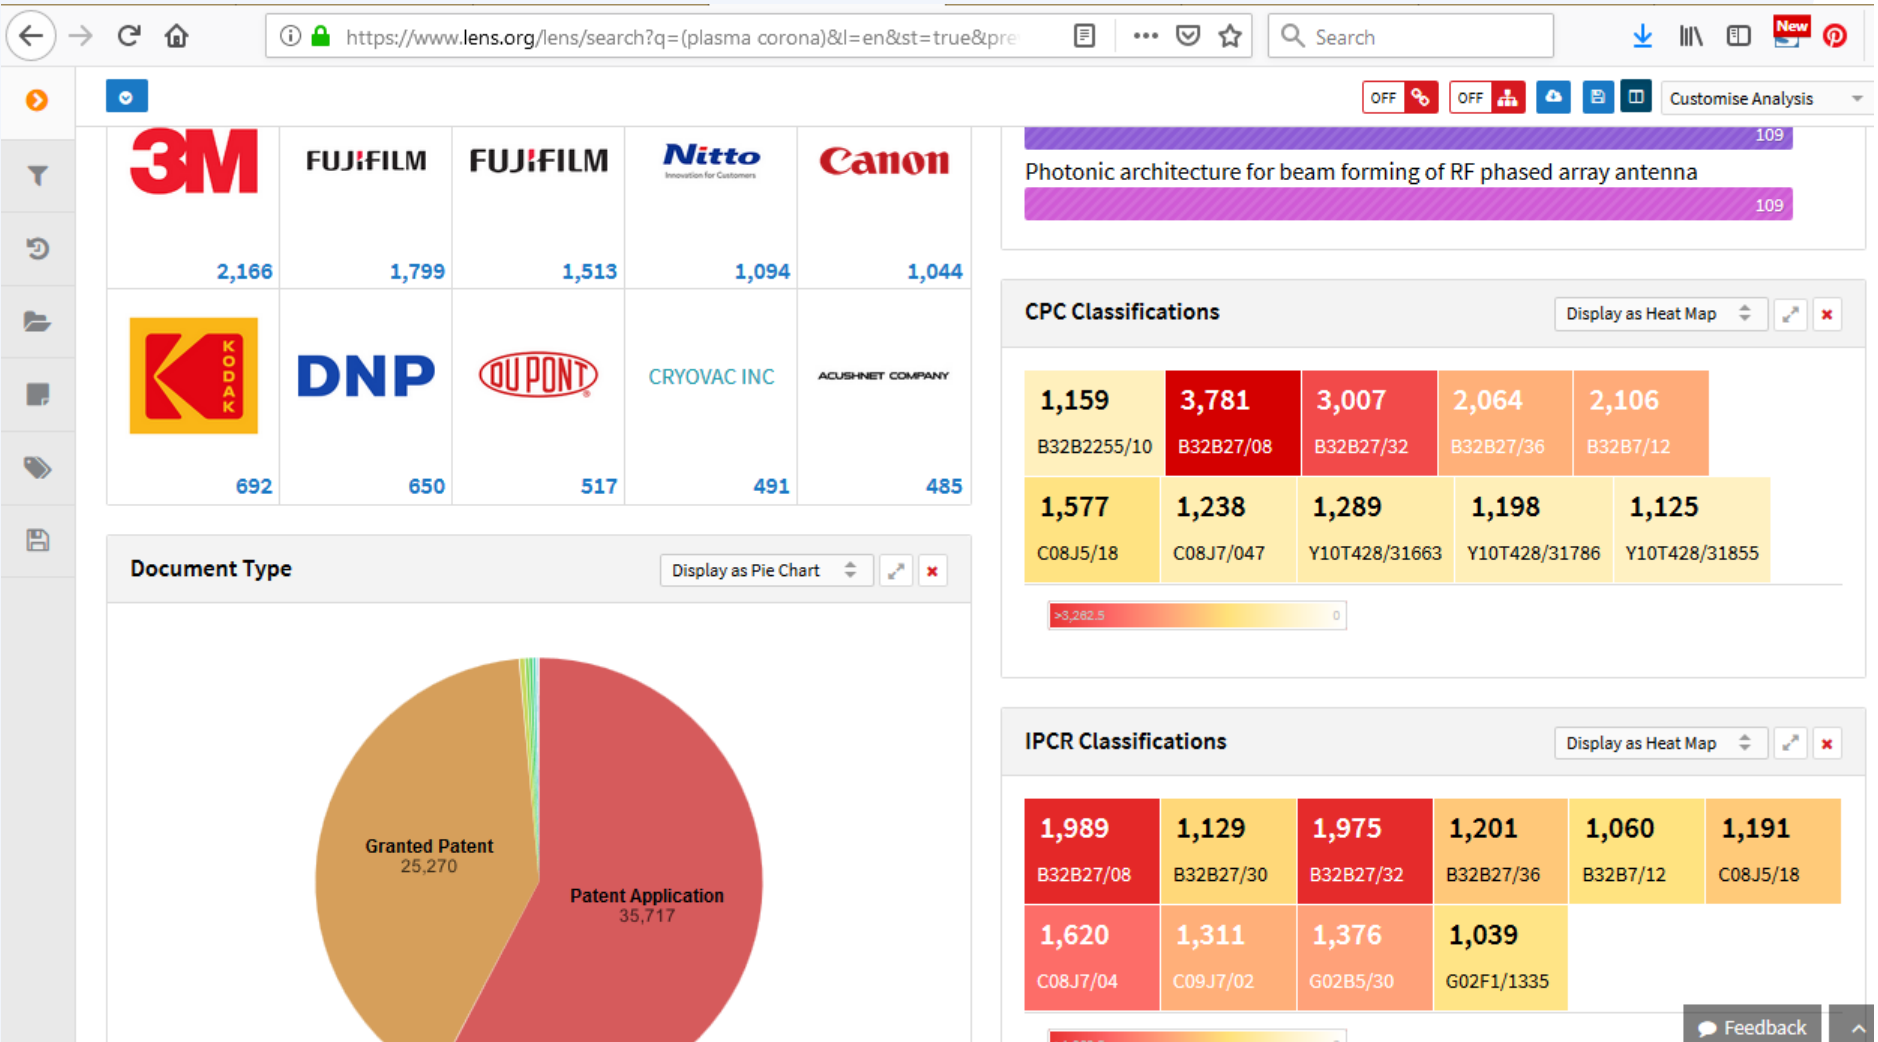 https://www.lens.org/lens/search?q=(plasma corona)&l=en&st=true&pre
Search
New
OFF
OFF
Customise Analysis
3M
FUJIFILM
FUJIFILM
Nitto
Innovation for Customers
Canon
2,166
1,799
1,513
1,094
1,044
KODAK
DNP
DU PONT
CRYOVAC INC
ACUSHNET COMPANY
692
650
517
491
485
Document Type
Display as Pie Chart
Granted Patent
25,270
Patent Application
35,717
109
Photonic architecture for beam forming of RF phased array antenna
109
CPC Classifications
Display as Heat Map
1,159
B32B2255/10
3,781
B32B27/08
3,007
B32B27/32
2,064
B32B27/36
2,106
B32B7/12
1,577
C08J5/18
1,238
C08J7/047
1,289
Y10T428/31663
1,198
Y10T428/31786
1,125
Y10T428/31855
>3,262.5
0
IPCR Classifications
Display as Heat Map
1,989
B32B27/08
1,129
B32B27/30
1,975
B32B27/32
1,201
B32B27/36
1,060
B32B7/12
1,191
C08J5/18
1,620
C08J7/04
1,311
C09J7/02
1,376
G02B5/30
1,039
G02F1/1335
Feedback